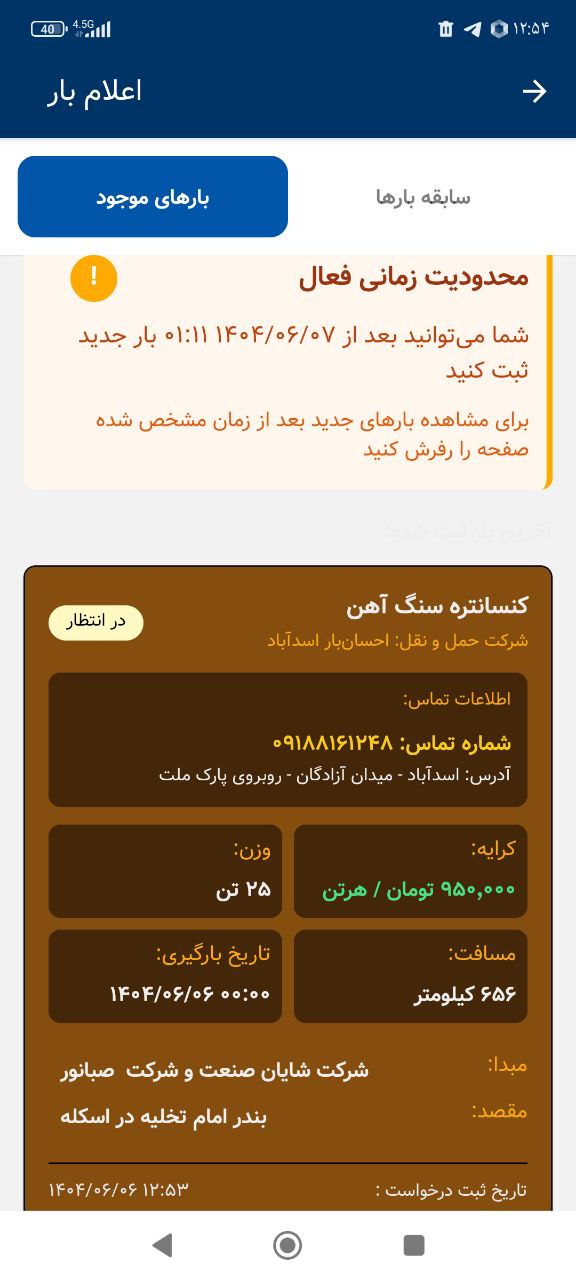 40 4.5G ۱۲:۵۴
اعلام بار
سابقه بارها
بارهای موجود
محدودیت زمانی فعال
!
شما می‌توانید بعد از ۱۴۰۴/۰۶/۰۷ ۰۱:۱۱ بار جدید
ثبت کنید
برای مشاهده بارهای جدید بعد از زمان مشخص شده
صفحه را رفرش کنید
آخرین بار ثبت شده:
کنسانتره سنگ آهن
در انتظار
شرکت حمل و نقل: احسان‌بار اسدآباد
اطلاعات تماس:
شماره تماس: ۰۹۱۸۸۱۶۱۲۴۸
آدرس: اسدآباد - میدان آزادگان - روبروی پارک ملت
کرایه:
۹۵۰,۰۰۰ تومان / هرتن
وزن:
۲۵ تن
مسافت:
۶۵۶ کیلومتر
تاریخ بارگیری:
۱۴۰۴/۰۶/۰۶ ۰۰:۰۰
مبدا: شرکت شایان صنعت و شرکت صبانور
مقصد: بندر امام تخلیه در اسکله
تاریخ ثبت درخواست : ۱۴۰۴/۰۶/۰۶ ۱۲:۵۳